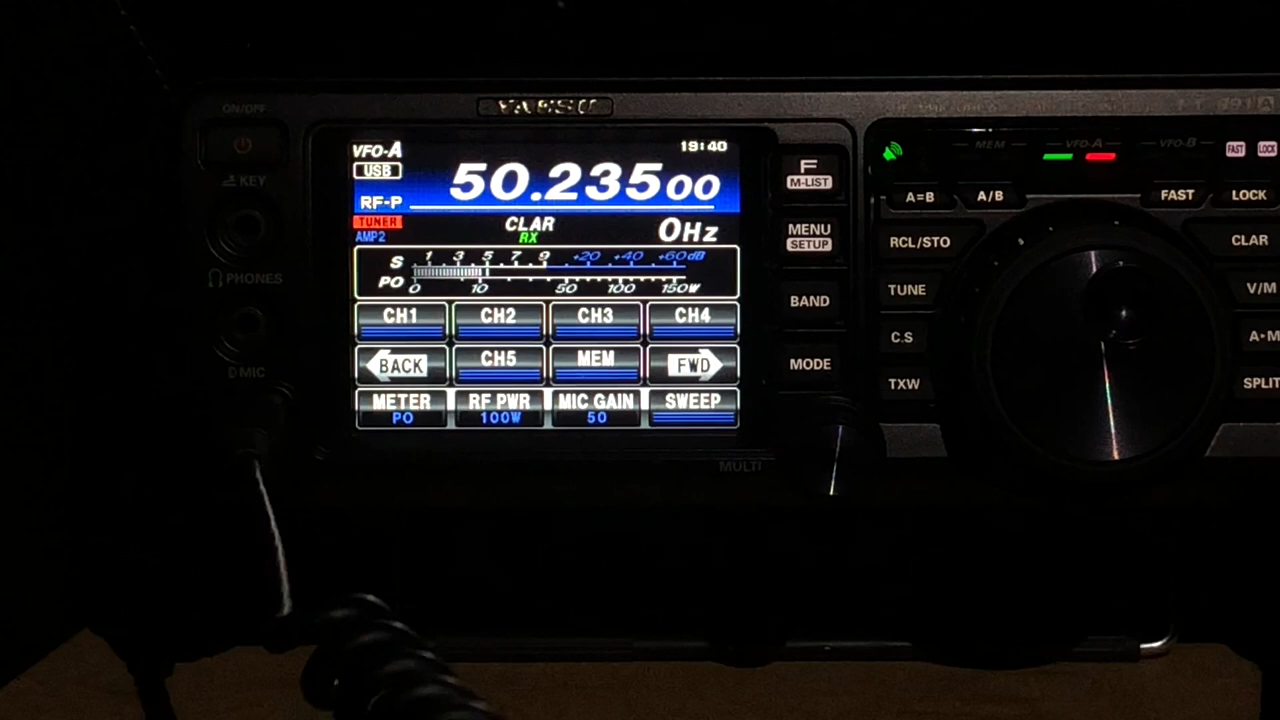 ON/OFF
YAESU
FT-891A
VFO-A
19:40
USB
50.23500
RF-P
TUNER
CLAR
0Hz
AMP2
RX
S 1 3 5 7 9 +20 +40 +60dB
PO 0 10 50 100 150W
CH1 CH2 CH3 CH4
BACK CH5 MEM FWD
METER RF PWR MIC GAIN SWEEP
PO 100W 50
KEY
PHONES
MIC
MULTI
F
M-LIST
MENU
SETUP
BAND
MODE
MEM VFO-A VFO-B FAST LOCK
A=B A/B FAST LOCK
RCL/STO CLAR
TUNE V/M
C.S A▶M
TXW SPLIT